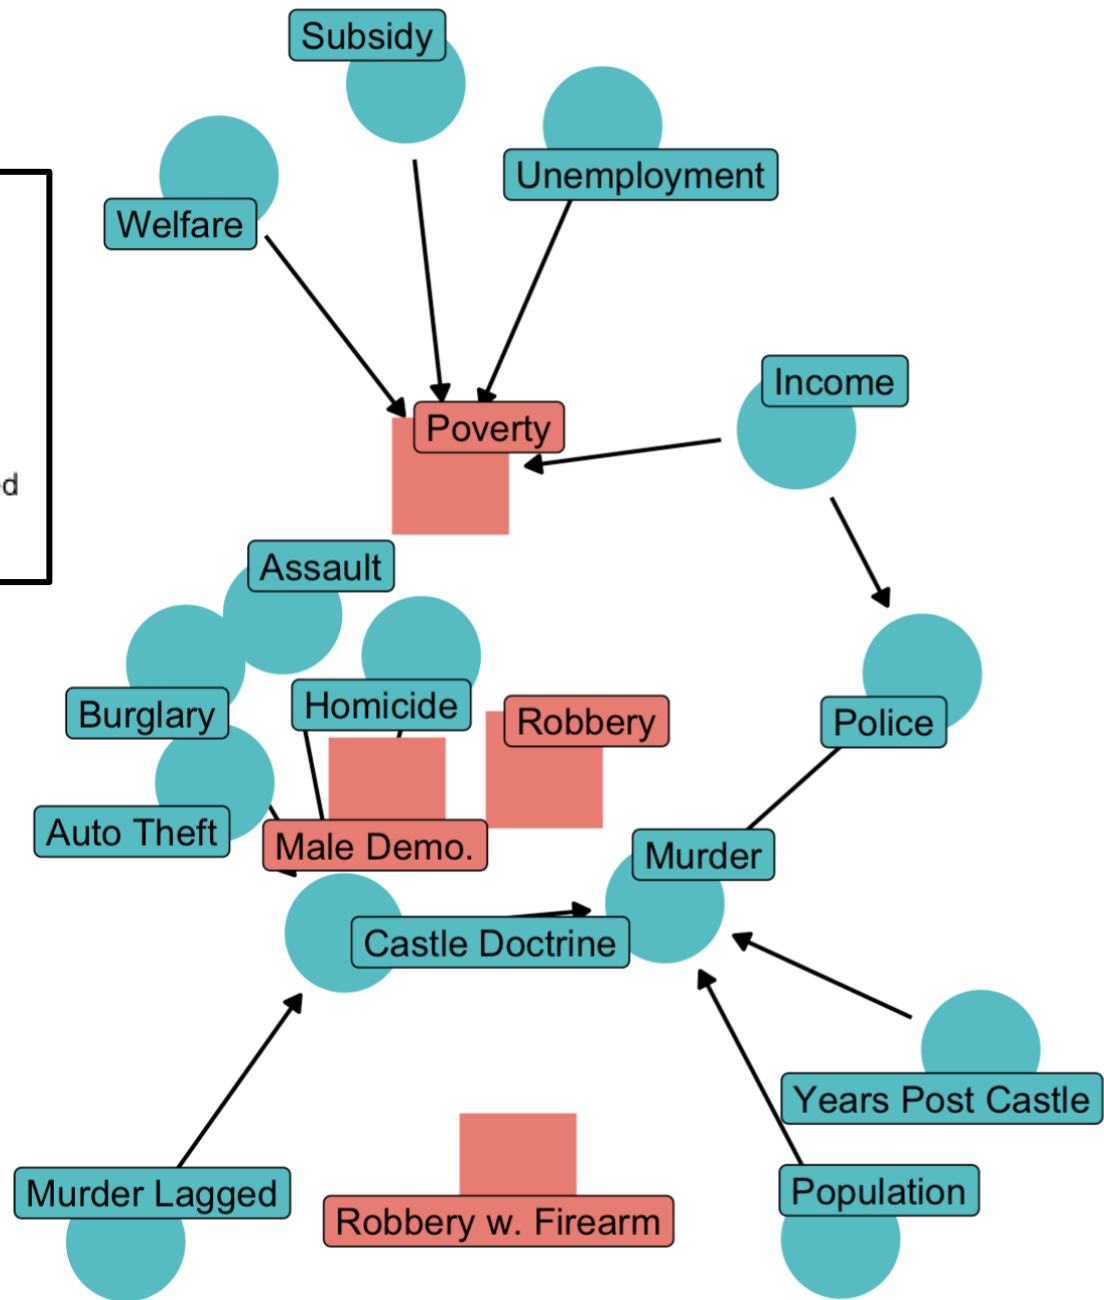 Subsidy
Unemployment
Welfare
Income
Poverty
Assault
Burglary
Homicide
Robbery
Police
Auto Theft
Male Demo.
Murder
Castle Doctrine
Years Post Castle
Murder Lagged
Population
Robbery w. Firearm